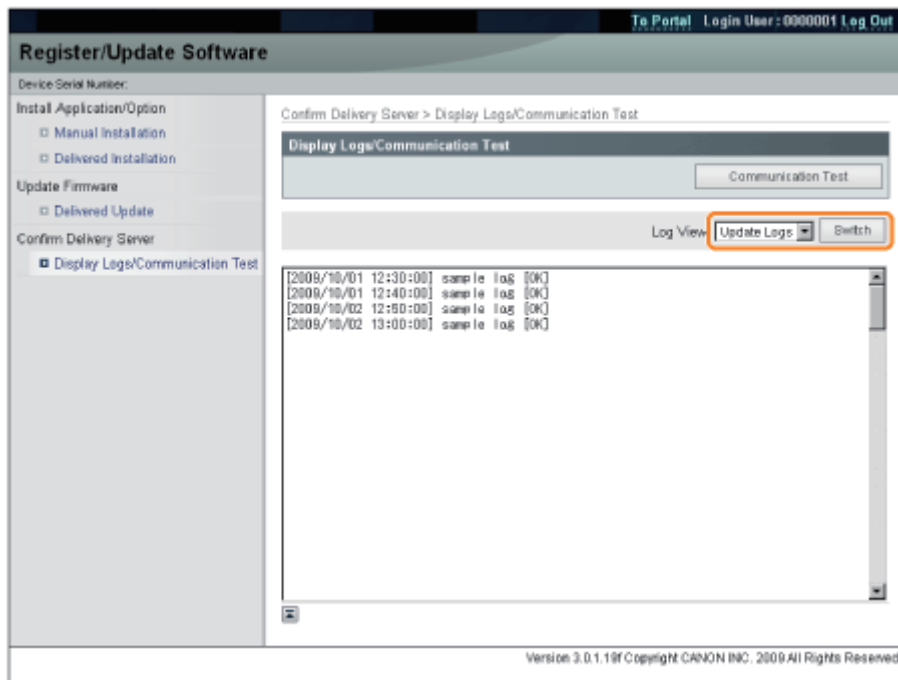 To Portal Login User : 0000001 Log Out
Register/Update Software
Device Serial Number:
Install Application/Option
Manual Installation
Delivered Installation
Update Firmware
Delivered Update
Confirm Delivery Server
Display Logs/Communication Test
Confirm Delivery Server > Display Logs/Communication Test
Display Logs/Communication Test
Communication Test
Log View Update Logs Switch
[2009/10/01 12:30:00] sample log [OK]
[2009/10/01 12:40:00] sample log [OK]
[2009/10/02 12:50:00] sample log [OK]
[2009/10/02 13:00:00] sample log [OK]
Version 3.0.1.19f Copyright CANON INC. 2009 All Rights Reserved